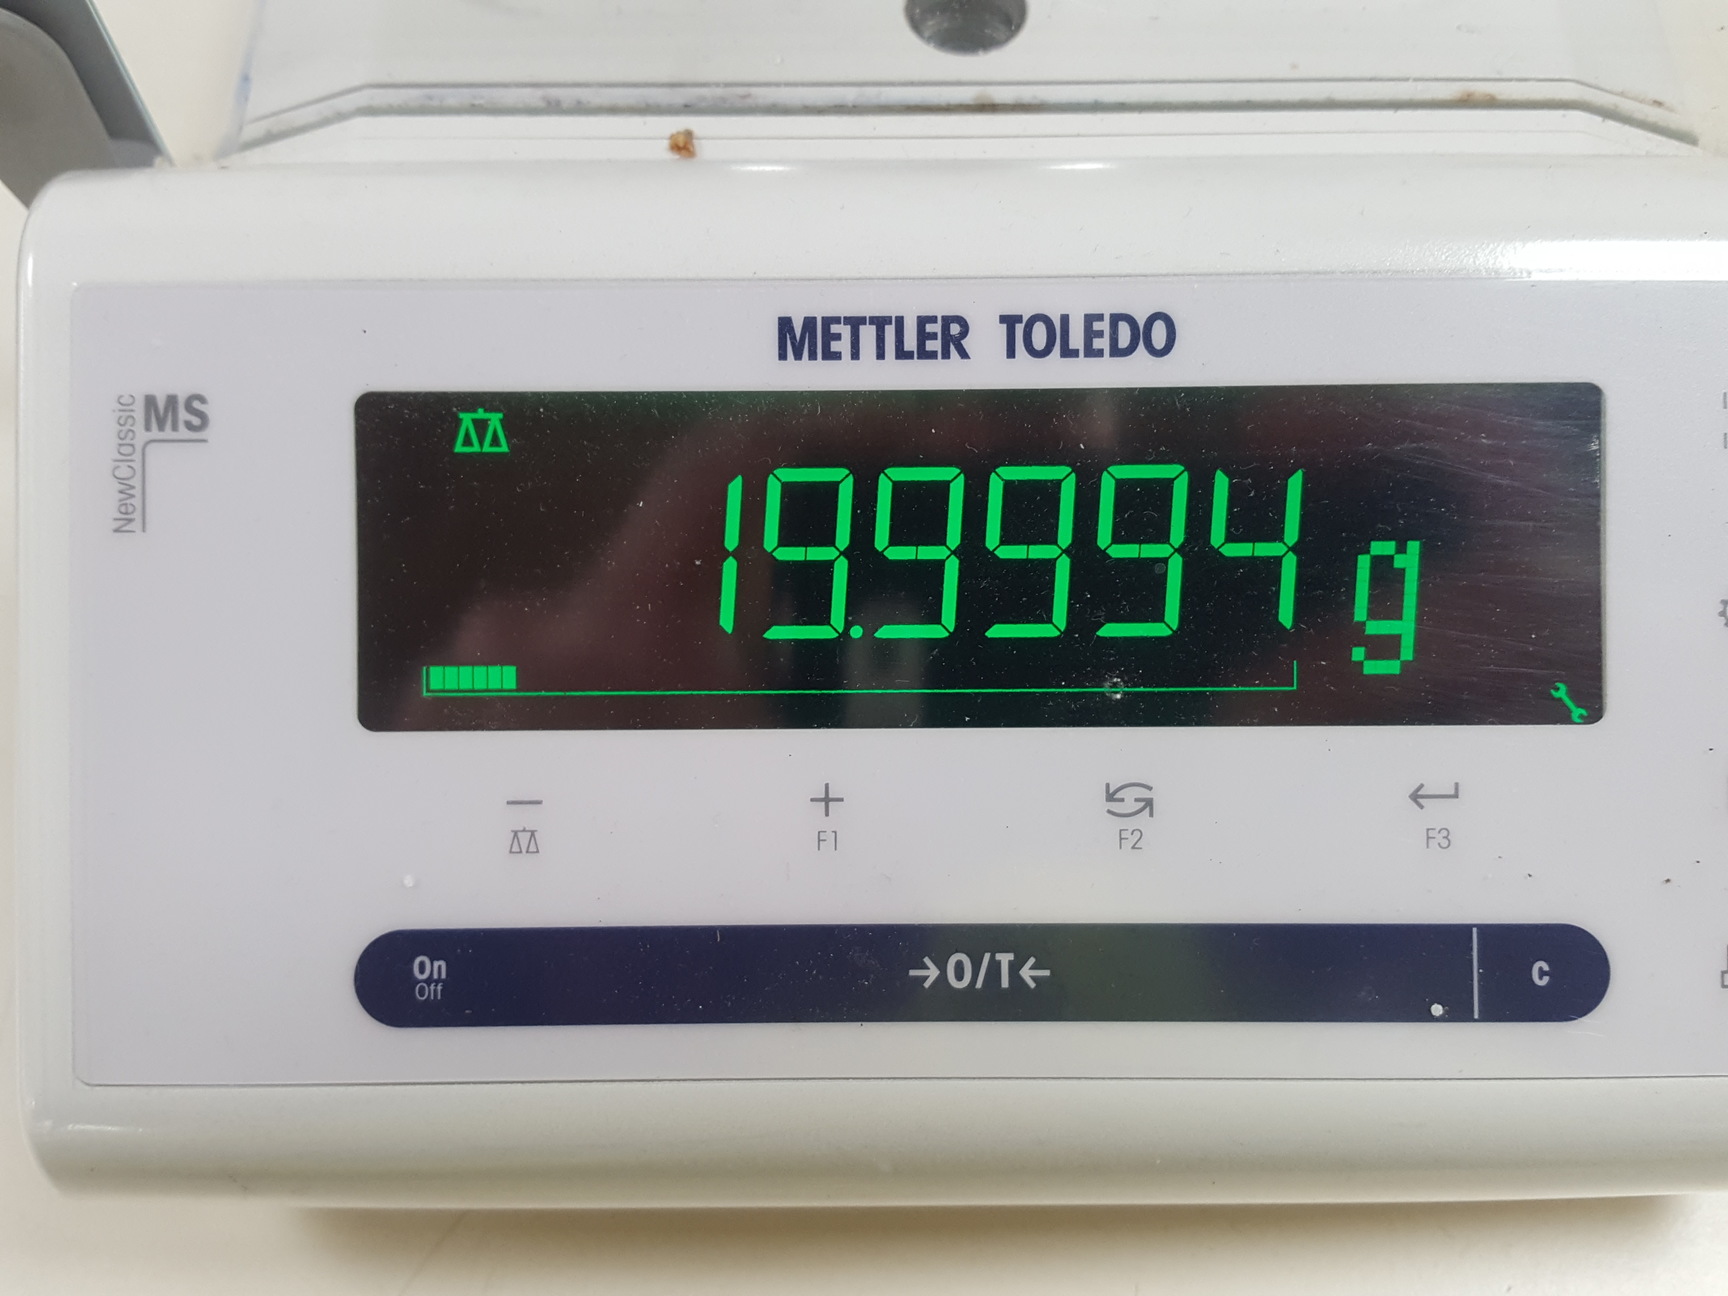 METTLER TOLEDO
NewClassic
MS
19.9994 g
F1
F2
F3
On
Off
→0/T←
C